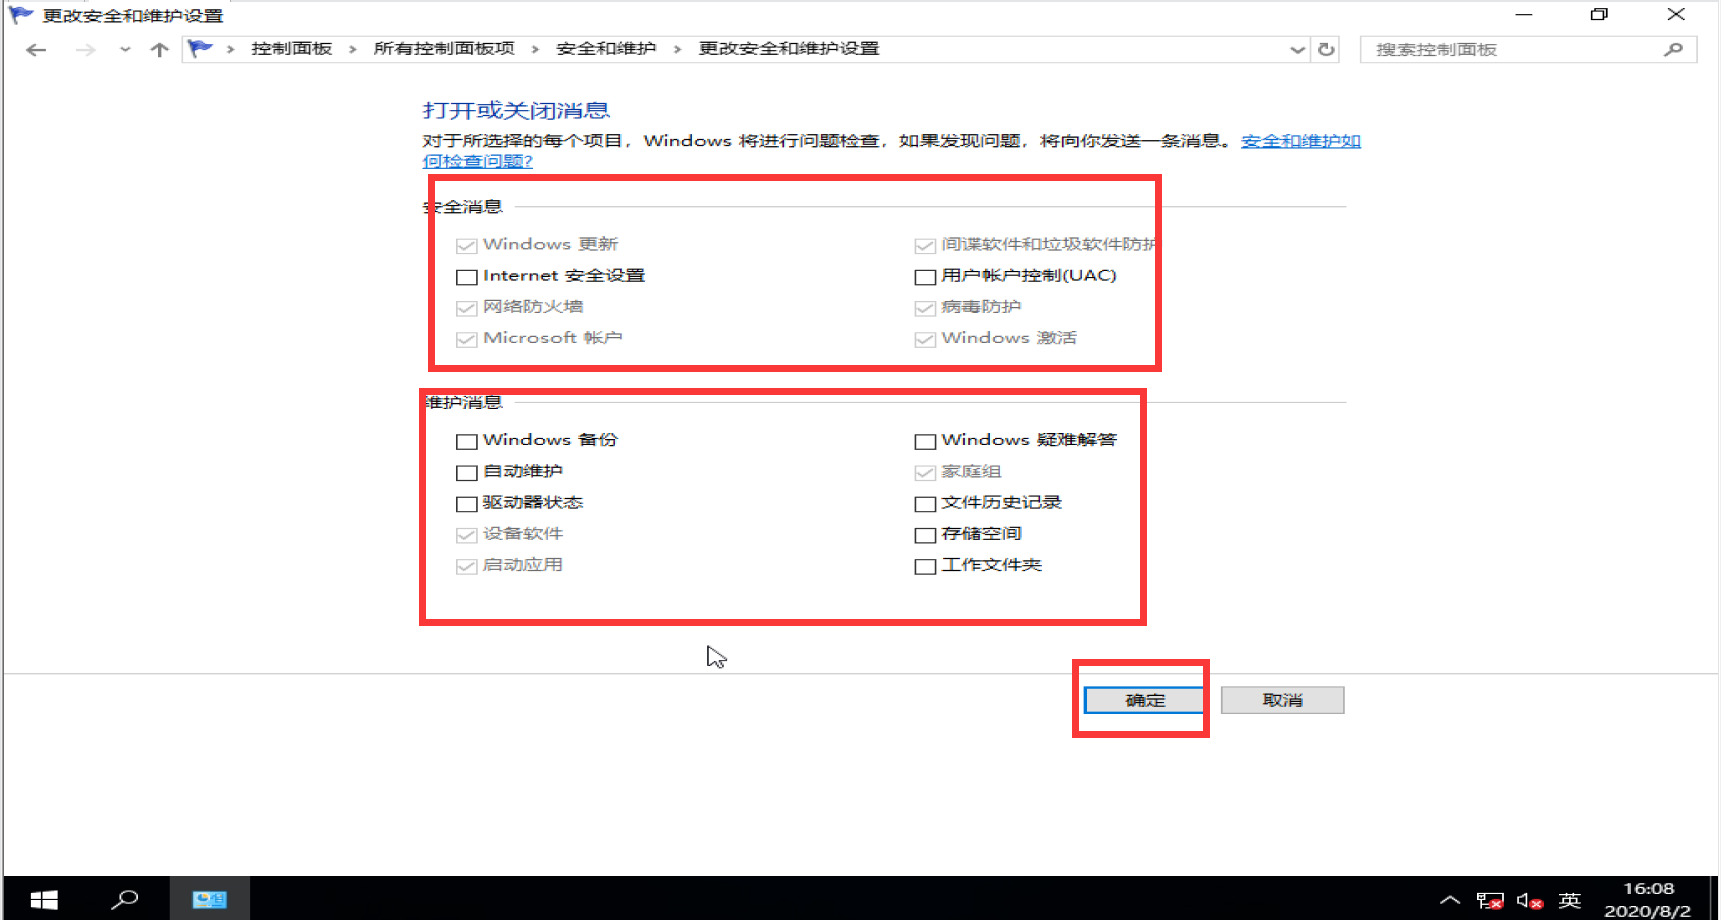 更改安全和维护设置
控制面板 › 所有控制面板项 › 安全和维护 › 更改安全和维护设置
搜索控制面板
打开或关闭消息
对于所选择的每个项目，Windows 将进行问题检查，如果发现问题，将向你发送一条消息。安全和维护如
何检查问题?
安全消息
Windows 更新
间谍软件和垃圾软件防护
Internet 安全设置
用户帐户控制(UAC)
网络防火墙
病毒防护
Microsoft 帐户
Windows 激活
维护消息
Windows 备份
Windows 疑难解答
自动维护
家庭组
驱动器状态
文件历史记录
设备软件
存储空间
启动应用
工作文件夹
确定
取消
英
16:08
2020/8/2